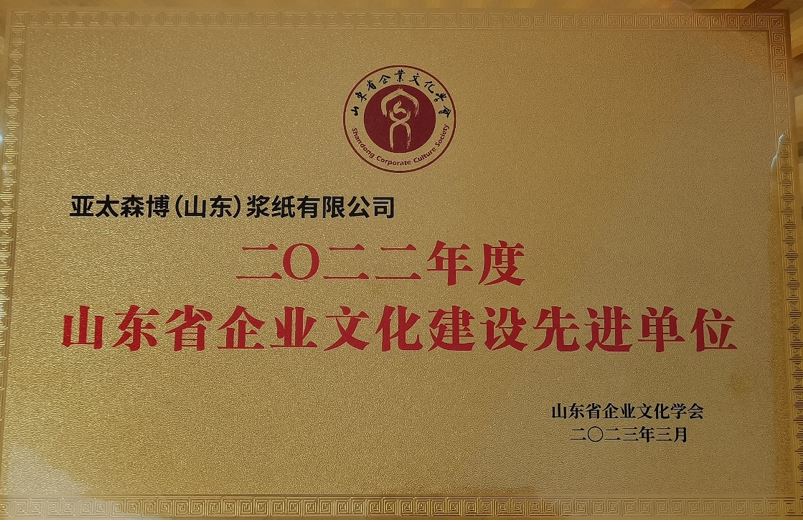 山东省企業文化学會
Shandong Corporate Culture Society
亚太森博(山东)浆纸有限公司
二〇二二年度
山东省企业文化建设先进单位
山东省企业文化学会
二〇二三年三月